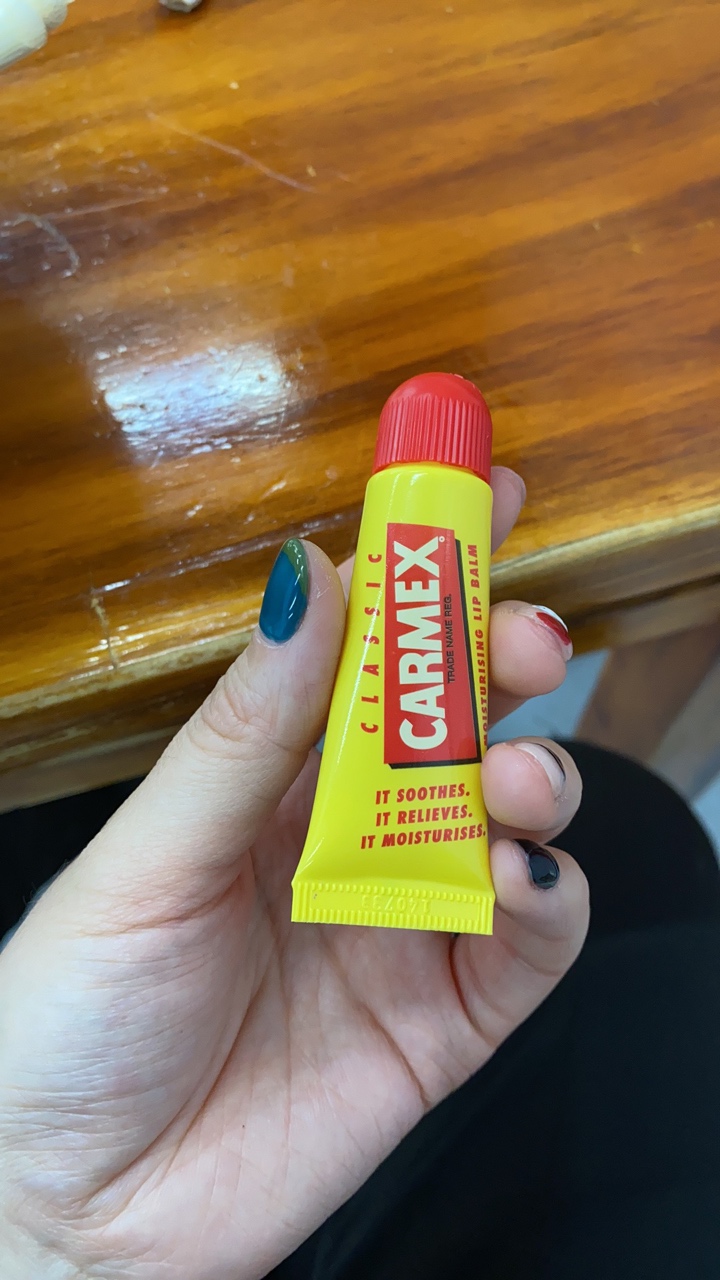 CLASSIC
CARMEX
TRADE NAME REG.
MOISTURISING LIP BALM
IT SOOTHES.
IT RELIEVES.
IT MOISTURISES.